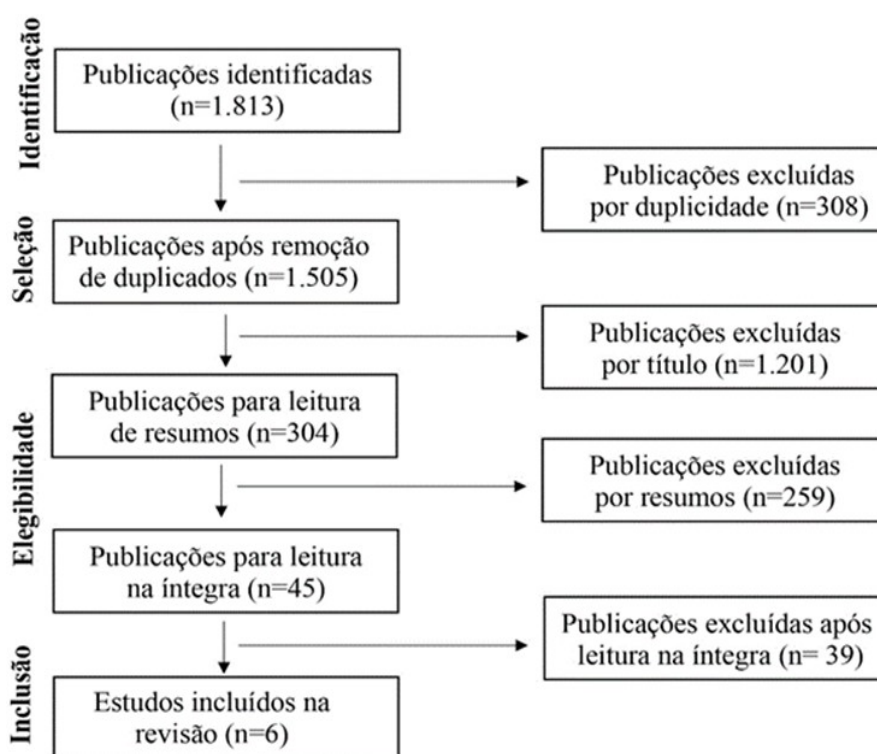 Identificação
Publicações identificadas
(n=1.813)
Publicações excluídas
por duplicidade (n=308)
Seleção
Publicações após remoção
de duplicados (n=1.505)
Publicações excluídas
por título (n=1.201)
Elegibilidade
Publicações para leitura
de resumos (n=304)
Publicações excluídas
por resumos (n=259)
Publicações para leitura
na íntegra (n=45)
Publicações excluídas após
leitura na íntegra (n= 39)
Inclusão
Estudos incluídos na
revisão (n=6)